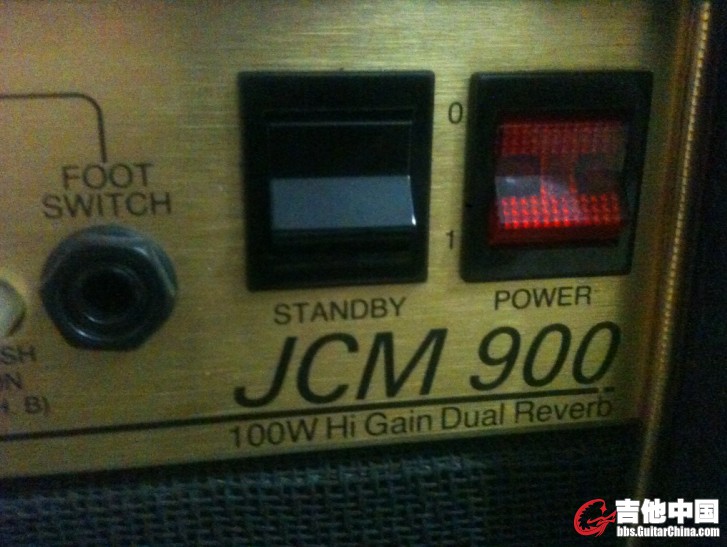 FOOT
SWITCH
0
1
STANDBY
POWER
JCM 900
100W Hi Gain Dual Reverb
B)
吉他中国
bbs.GuitarChina.com